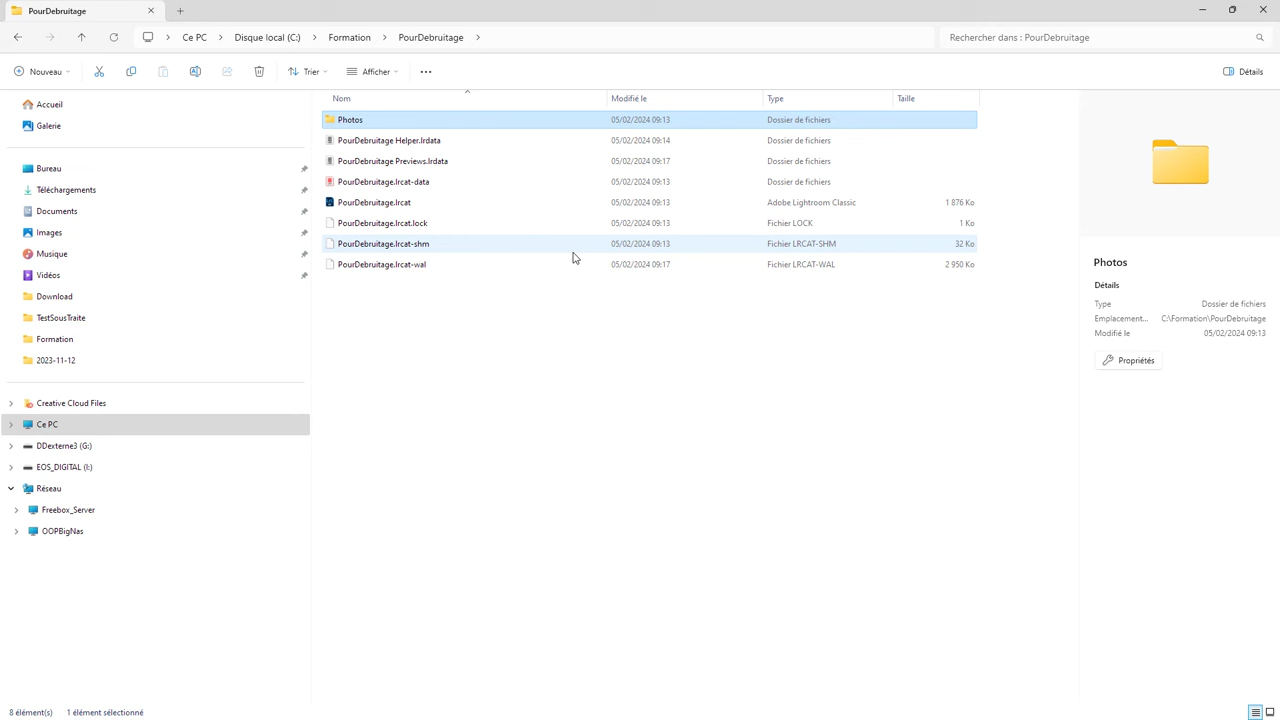 PourDebruitage
Ce PC
Disque local (C:)
Formation
PourDebruitage
Rechercher dans : PourDebruitage
Nouveau
Trier
Afficher
Détails
Accueil
Galerie
Bureau
Téléchargements
Documents
Images
Musique
Vidéos
Download
TestSousTraite
Formation
2023-11-12
Creative Cloud Files
Ce PC
DDexterne3 (G:)
EOS_DIGITAL (I:)
Réseau
Freebox_Server
OOPBigNas
Nom Modifié le Type Taille
Photos 05/02/2024 09:13 Dossier de fichiers
PourDebruitage Helper.lrdata 05/02/2024 09:14 Dossier de fichiers
PourDebruitage Previews.lrdata 05/02/2024 09:17 Dossier de fichiers
PourDebruitage.lrcat-data 05/02/2024 09:13 Dossier de fichiers
PourDebruitage.lrcat 05/02/2024 09:13 Adobe Lightroom Classic 1 876 Ko
PourDebruitage.lrcat.lock 05/02/2024 09:13 Fichier LOCK 1 Ko
PourDebruitage.lrcat-shm 05/02/2024 09:13 Fichier LRCAT-SHM 32 Ko
PourDebruitage.lrcat-wal 05/02/2024 09:17 Fichier LRCAT-WAL 2 950 Ko
Photos
Détails
Type Dossier de fichiers
Emplacement... C:\Formation\PourDebruitage
Modifié le 05/02/2024 09:13
Propriétés
8 élément(s) 1 élément sélectionné